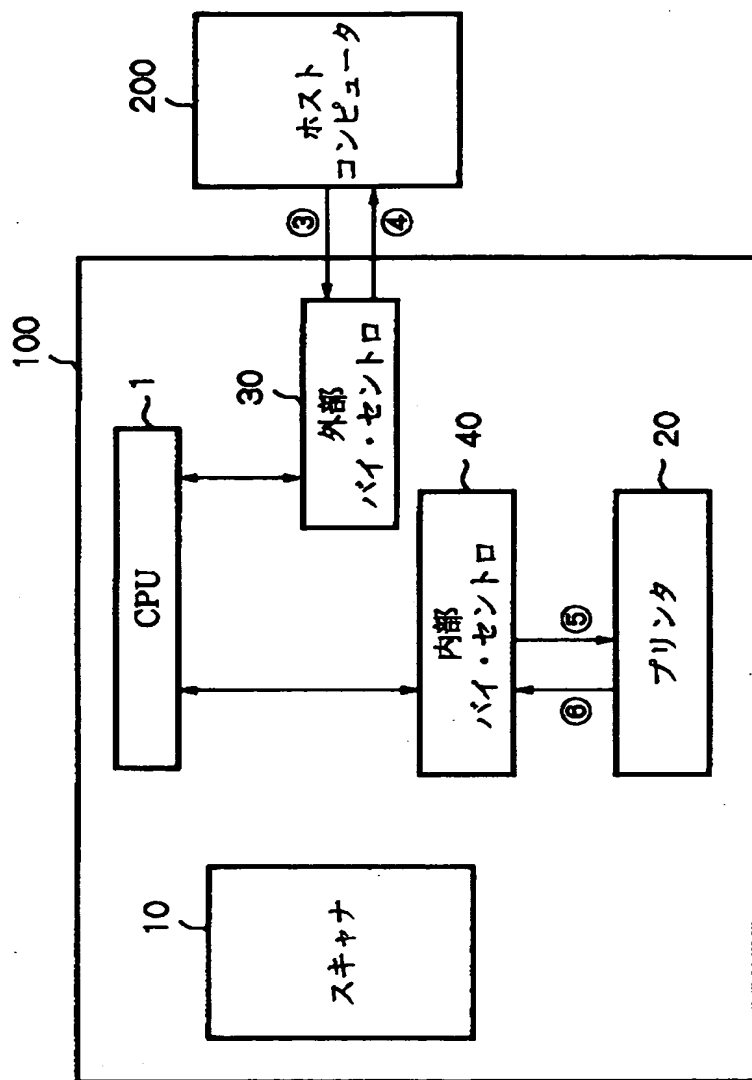 100
10
スキャナ
CPU
1
30
外部
バイ・セントロ
40
内部
バイ・セントロ
⑥
⑤
20
プリンタ
③
④
200
ホスト
コンピュータ